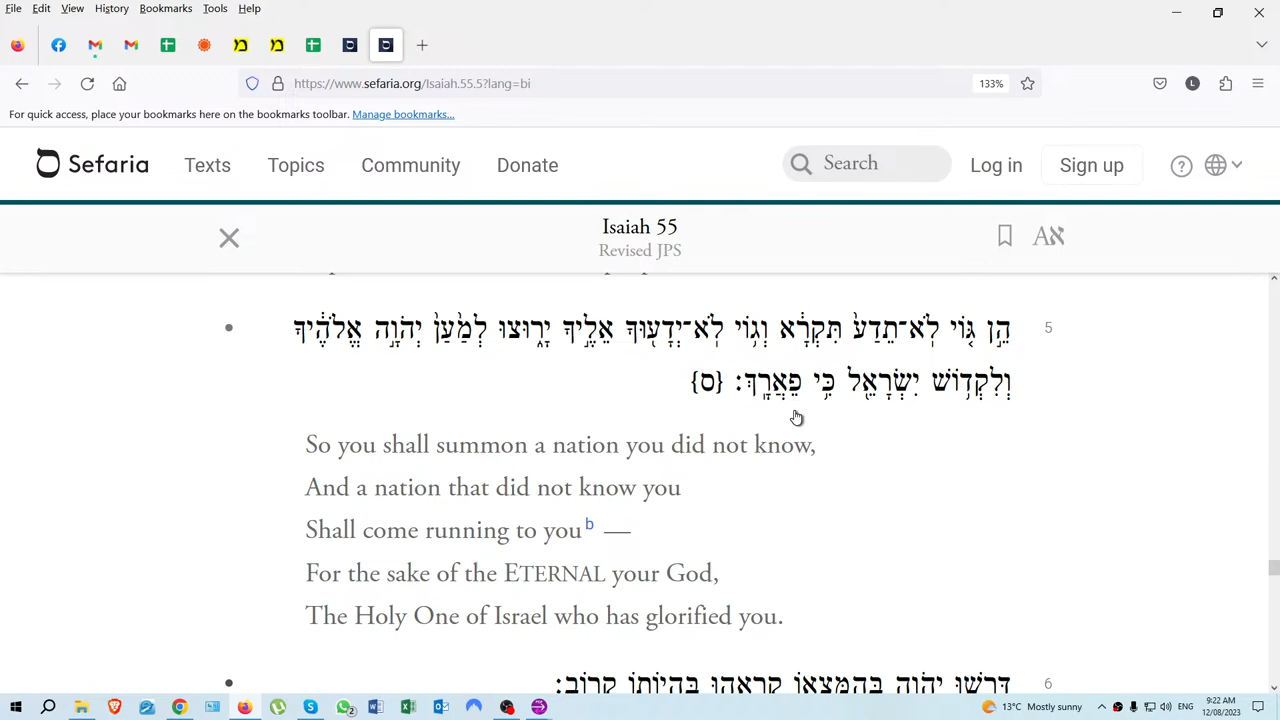 File Edit View History Bookmarks Tools Help
https://www.sefaria.org/Isaiah.55.5?lang=bi 133%
For quick access, place your bookmarks here on the bookmarks toolbar. Manage bookmarks...
Sefaria Texts Topics Community Donate Search Log in Sign up
Isaiah 55
Revised JPS
הֵ֣ן גּ֤וֹי לֹֽא־תֵדַע֙ תִּקְרָ֔א וְג֥וֹי לֹֽא־יְדָע֖וּךָ אֵלֶ֣יךָ יָר֑וּצוּ לְמַ֙עַן֙ יְהֹוָ֣ה אֱלֹהֶ֔יךָ 5
וְלִקְד֥וֹשׁ יִשְׂרָאֵ֖ל כִּ֥י פֵאֲרָֽךְ׃ {ס}
So you shall summon a nation you did not know,
And a nation that did not know you
Shall come running to you b —
For the sake of the ETERNAL your God,
The Holy One of Israel who has glorified you.
דִּרְשׁ֥וּ יְהֹוָ֖ה בְּהִמָּצְא֑וֹ קְרָאֻ֖הוּ בִּֽהְיוֹת֥וֹ קָרֽוֹב׃ 6
13°C Mostly sunny ENG 9:22 AM
12/08/2023